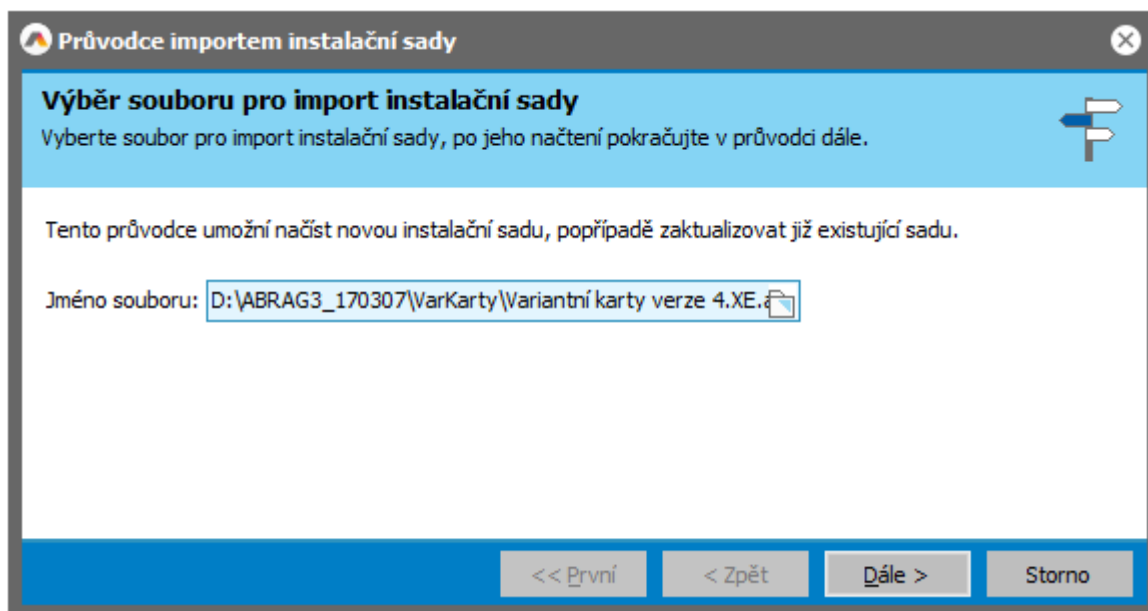 Průvodce importem instalační sady
Výběr souboru pro import instalační sady
Vyberte soubor pro import instalační sady, po jeho načtení pokračujte v průvodci dále.
Tento průvodce umožní načíst novou instalační sadu, popřípadě zaktualizovat již existující sadu.
Jméno souboru: D:\ABRAG3_170307\VarKarty\Variantní karty verze 4.XE.a
<< První < Zpět Dále > Storno